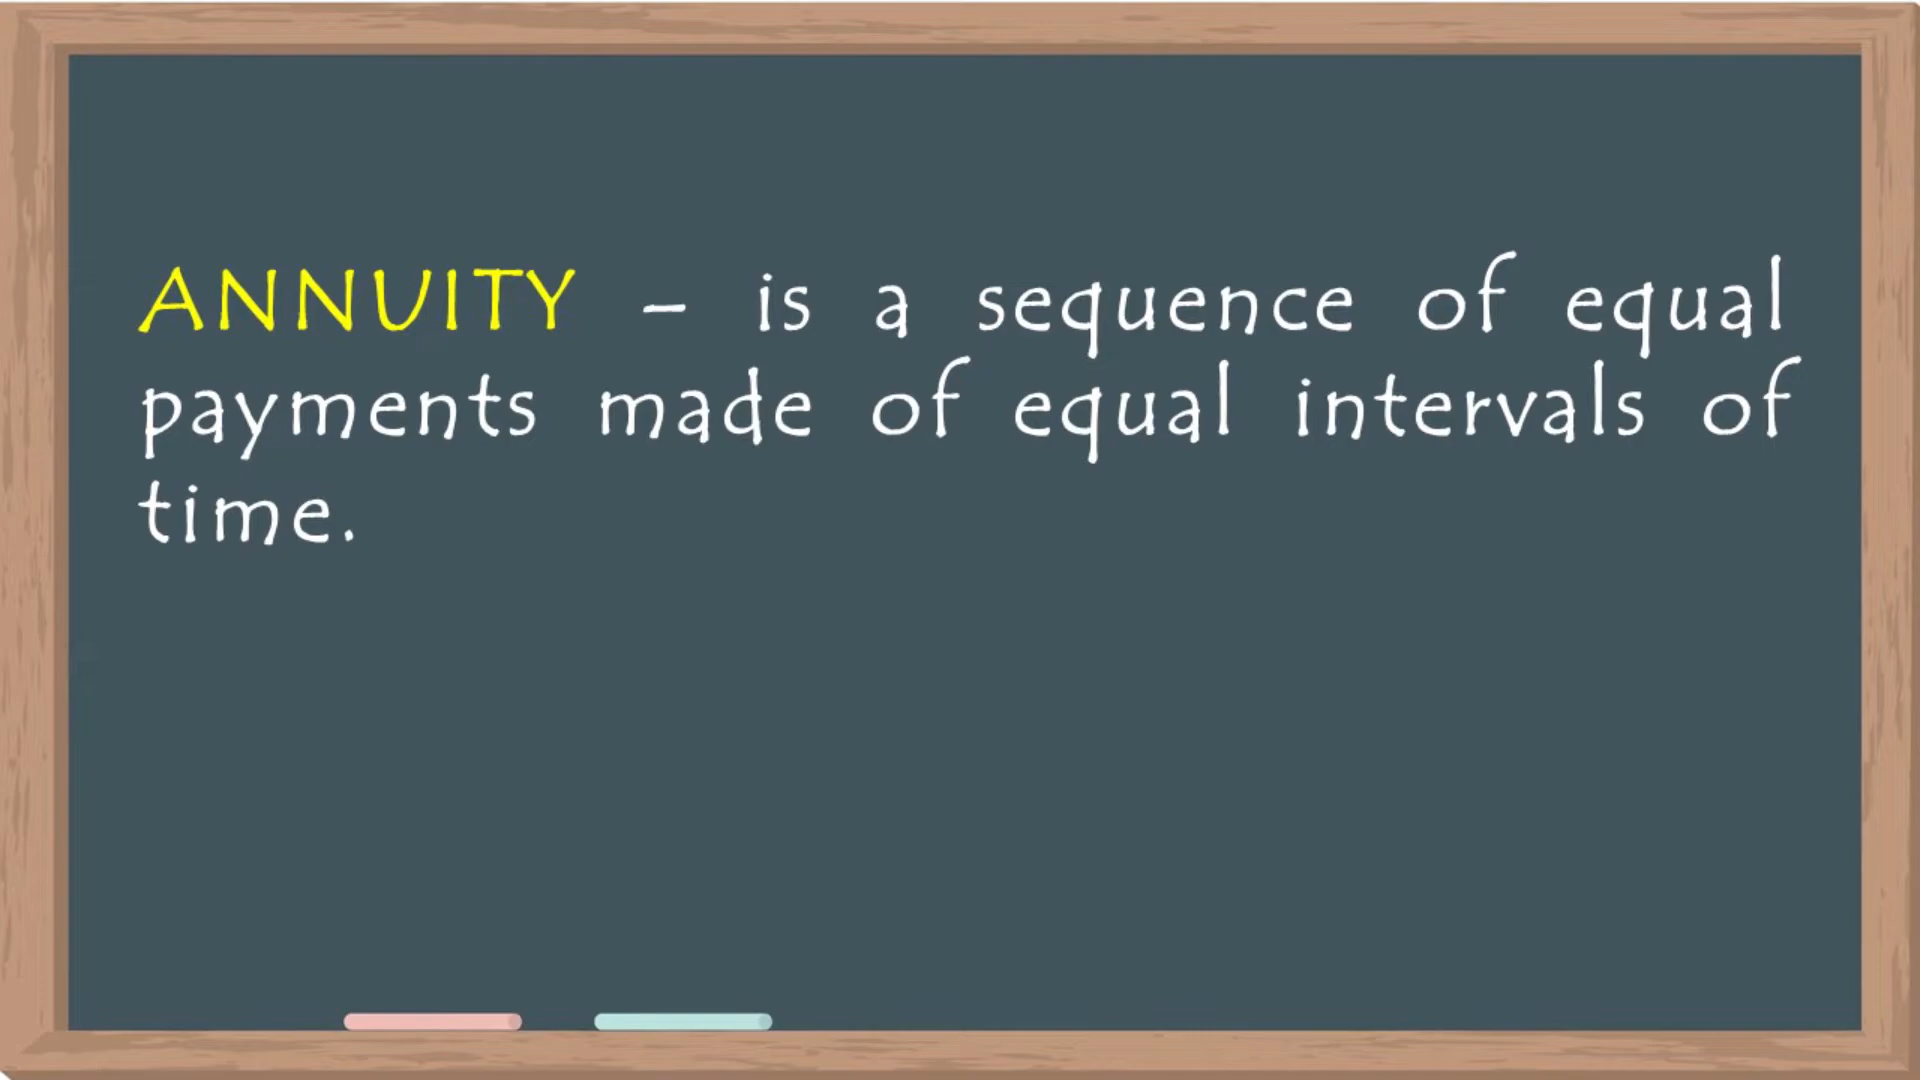 ANNUITY – is a sequence of equal
payments made of equal intervals of
time.